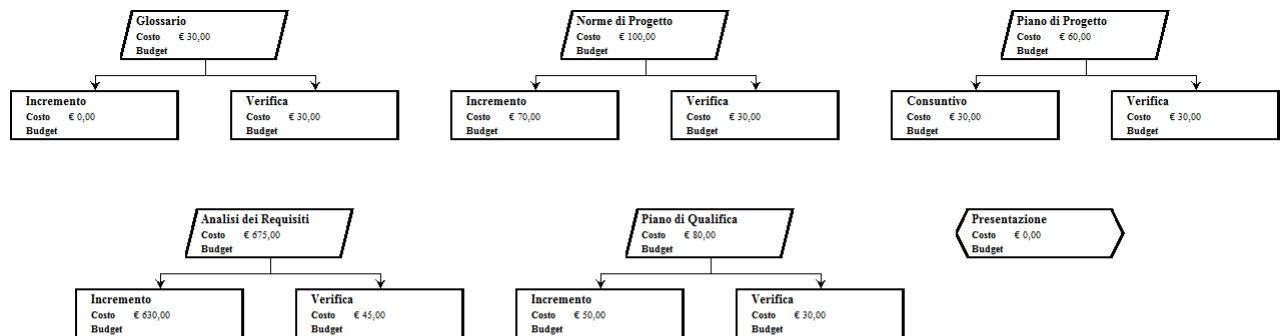 Glossario
Costo € 30,00
Budget
Norme di Progetto
Costo € 100,00
Budget
Piano di Progetto
Costo € 60,00
Budget
Incremento
Costo € 0,00
Budget
Verifica
Costo € 30,00
Budget
Incremento
Costo € 70,00
Budget
Verifica
Costo € 30,00
Budget
Consuntivo
Costo € 30,00
Budget
Verifica
Costo € 30,00
Budget
Analisi dei Requisiti
Costo € 675,00
Budget
Piano di Qualifica
Costo € 80,00
Budget
Presentazione
Costo € 0,00
Budget
Incremento
Costo € 630,00
Budget
Verifica
Costo € 45,00
Budget
Incremento
Costo € 50,00
Budget
Verifica
Costo € 30,00
Budget